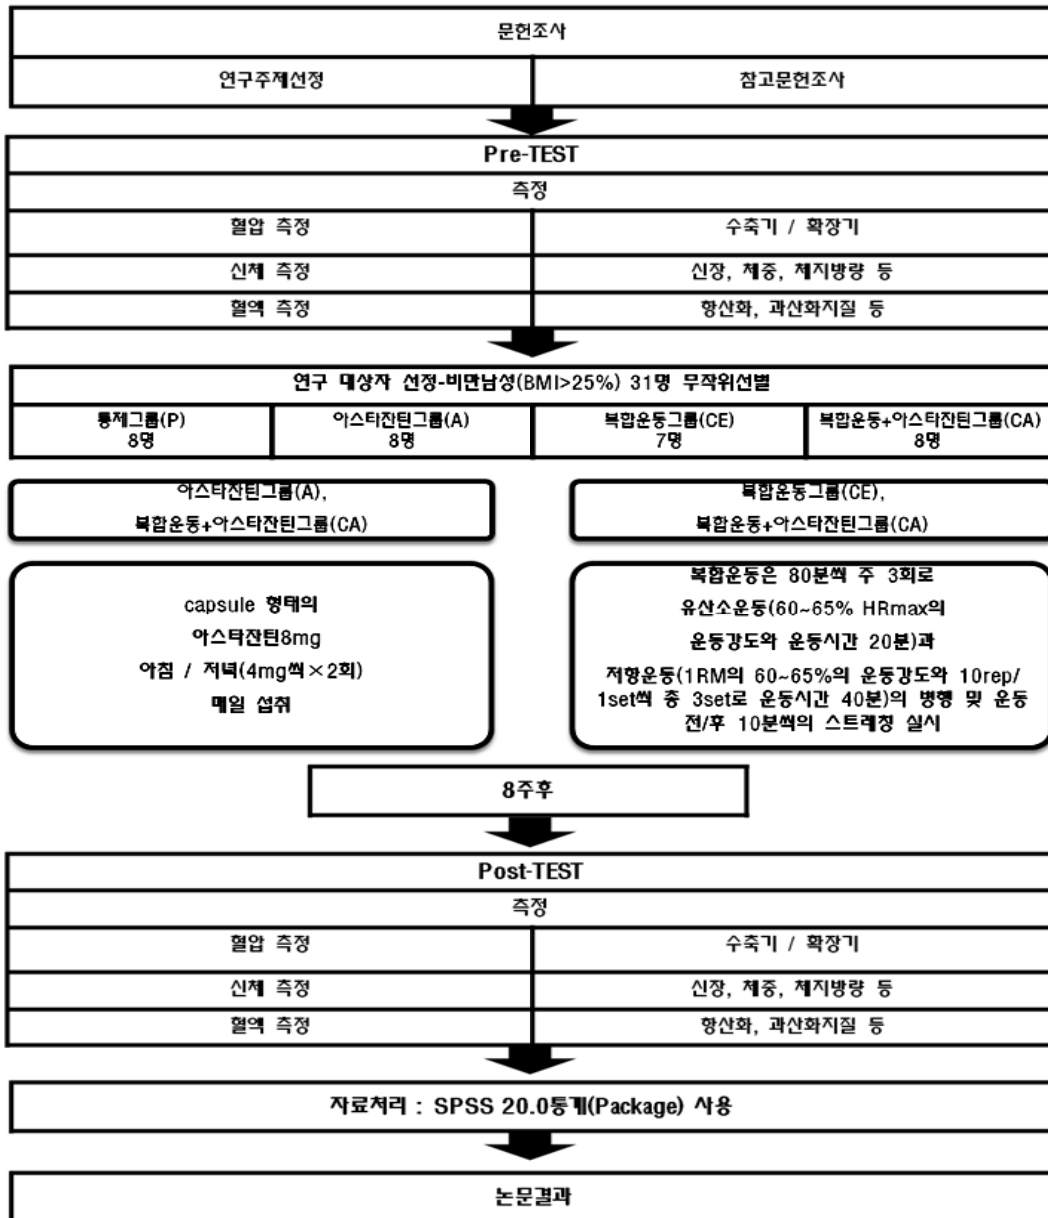 문헌조사
연구주제선정
참고문헌조사
Pre-TEST
측정
혈압 측정
수축기 / 확장기
신체 측정
신장, 체중, 체지방량 등
혈액 측정
항산화, 과산화지질 등
연구 대상자 선정-비만남성(BMI>25%) 31명 무작위선별
통제그룹(P)
8명
아스타잔틴그룹(A)
8명
복합운동그룹(CE)
7명
복합운동+아스타잔틴그룹(CA)
8명
아스타잔틴그룹(A),
복합운동+아스타잔틴그룹(CA)
복합운동그룹(CE),
복합운동+아스타잔틴그룹(CA)
capsule 형태의
아스타잔틴8mg
아침 / 저녁(4mg씩×2회)
매일 섭취
복합운동은 80분씩 주 3회로
유산소운동(60~65% HRmax의
운동강도와 운동시간 20분)과
저항운동(1RM의 60~65%의 운동강도와 10rep/
1set씩 총 3set로 운동시간 40분)의 병행 및 운동
전/후 10분씩의 스트레칭 실시
8주후
Post-TEST
측정
혈압 측정
수축기 / 확장기
신체 측정
신장, 체중, 체지방량 등
혈액 측정
항산화, 과산화지질 등
자료처리 : SPSS 20.0통계(Package) 사용
논문결과